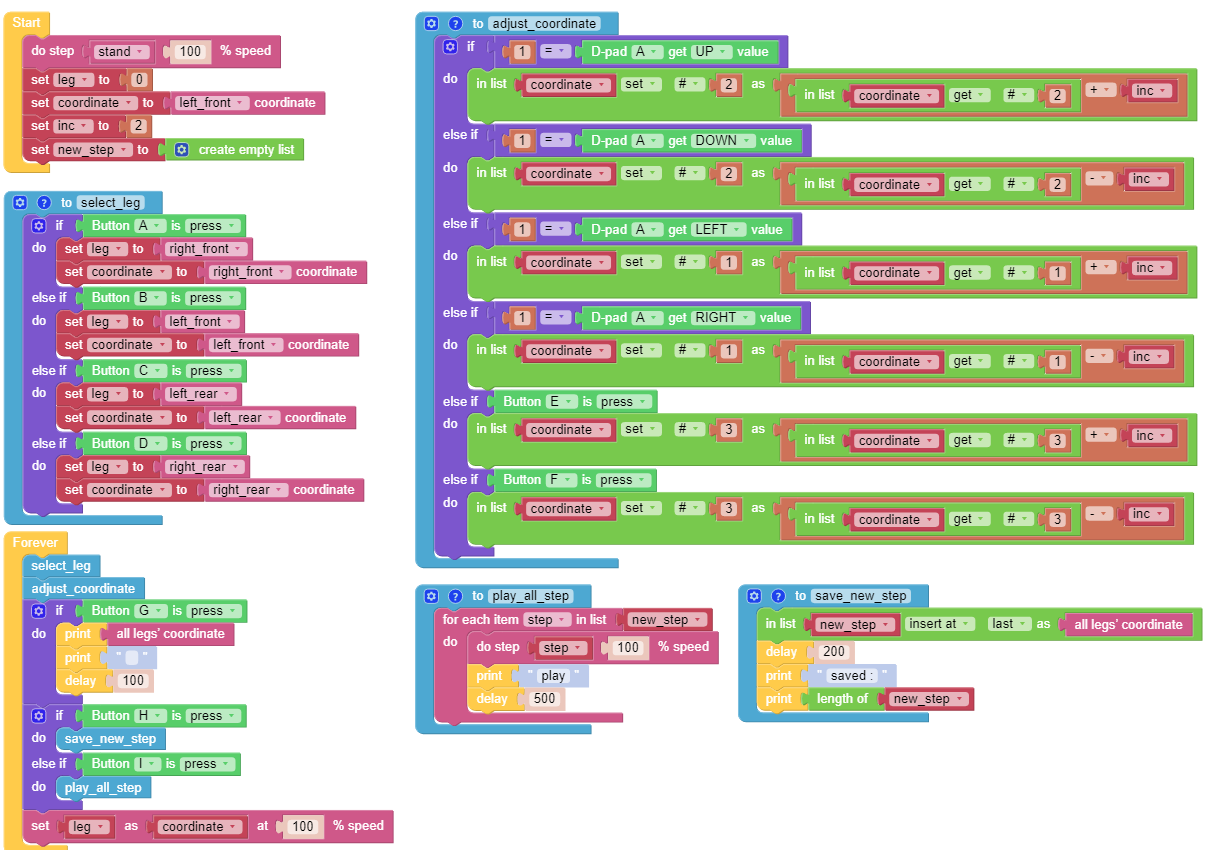 Start
do step stand 100 % speed
set leg to 0
set coordinate to left_front coordinate
set inc to 2
set new_step to create empty list
? to select_leg
if Button A is press
do set leg to right_front
set coordinate to right_front coordinate
else if Button B is press
do set leg to left_front
set coordinate to left_front coordinate
else if Button C is press
do set leg to left_rear
set coordinate to left_rear coordinate
else if Button D is press
do set leg to right_rear
set coordinate to right_rear coordinate
Forever
select_leg
adjust_coordinate
if Button G is press
do print all legs' coordinate
print " "
delay 100
if Button H is press
do save_new_step
else if Button I is press
do play_all_step
set leg as coordinate at 100 % speed
? to adjust_coordinate
if 1 = D-pad A get UP value
do in list coordinate set # 2 as in list coordinate get # 2 + inc
else if 1 = D-pad A get DOWN value
do in list coordinate set # 2 as in list coordinate get # 2 - inc
else if 1 = D-pad A get LEFT value
do in list coordinate set # 1 as in list coordinate get # 1 + inc
else if 1 = D-pad A get RIGHT value
do in list coordinate set # 1 as in list coordinate get # 1 - inc
else if Button E is press
do in list coordinate set # 3 as in list coordinate get # 3 + inc
else if Button F is press
do in list coordinate set # 3 as in list coordinate get # 3 - inc
? to play_all_step
for each item step in list new_step
do do step step 100 % speed
print " play "
delay 500
? to save_new_step
in list new_step insert at last as all legs' coordinate
delay 200
print " saved : "
print length of new_step